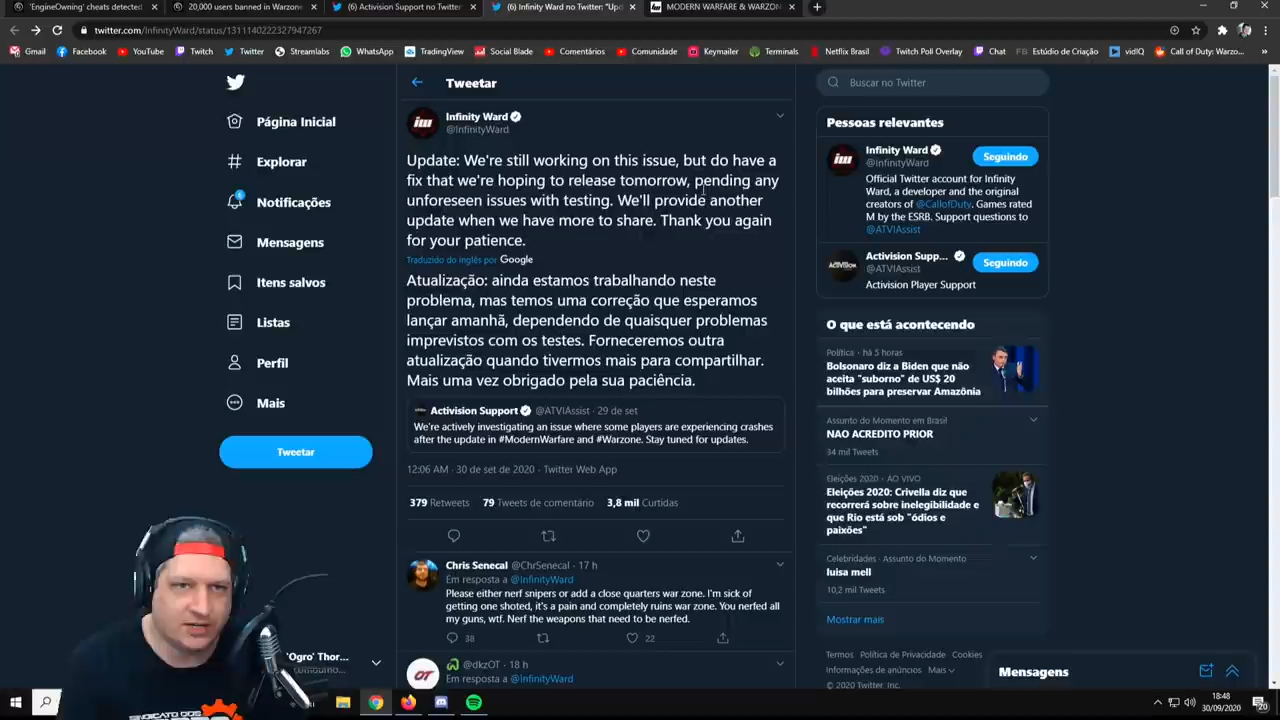 'EngineOwning' cheats detected
20,000 users banned in Warzone
(6) Activision Support no Twitter
(6) Infinity Ward no Twitter: "Upd
MODERN WARFARE & WARZONE
twitter.com/InfinityWard/status/1311140222327947267
Gmail Facebook YouTube Twitch Twitter Streamlabs WhatsApp TradingView Social Blade Comentários Comunidade Keymailer Terminals Netflix Brasil Twitch Poll Overlay Chat Estúdio de Criação vidIQ Call of Duty: Warzo...
Página Inicial
Explorar
6
Notificações
Mensagens
Itens salvos
Listas
Perfil
Mais
Tweetar
'Ogro' Thor...
Tweetar
Infinity Ward
@InfinityWard
Update: We're still working on this issue, but do have a
fix that we're hoping to release tomorrow, pending any
unforeseen issues with testing. We'll provide another
update when we have more to share. Thank you again
for your patience.
Traduzido do inglês por Google
Atualização: ainda estamos trabalhando neste
problema, mas temos uma correção que esperamos
lançar amanhã, dependendo de quaisquer problemas
imprevistos com os testes. Forneceremos outra
atualização quando tivermos mais para compartilhar.
Mais uma vez obrigado pela sua paciência.
Activision Support @ATVIAssist · 29 de set
We're actively investigating an issue where some players are experiencing crashes
after the update in #ModernWarfare and #Warzone. Stay tuned for updates.
12:06 AM · 30 de set de 2020 · Twitter Web App
379 Retweets 79 Tweets de comentário 3,8 mil Curtidas
Chris Senecal @ChrSenecal · 17 h
Em resposta a @InfinityWard
Please either nerf snipers or add a close quarters war zone. I'm sick of
getting one shoted, it's a pain and completely ruins war zone. You nerfed all
my guns, wtf. Nerf the weapons that need to be nerfed.
38 22
@dkzOT · 18 h
Em resposta a @InfinityWard
Buscar no Twitter
Pessoas relevantes
Infinity Ward
@InfinityWard
Seguindo
Official Twitter account for Infinity
Ward, a developer and the original
creators of @CallofDuty. Games rated
M by the ESRB. Support questions to
@ATVIAssist
Activision Supp...
@ATVIAssist
Seguindo
Activision Player Support
O que está acontecendo
Política · há 5 horas
Bolsonaro diz a Biden que não
aceita "suborno" de US$ 20
bilhões para preservar Amazônia
Assunto do Momento em Brasil
NAO ACREDITO PRIOR
34 mil Tweets
Eleições 2020 · AO VIVO
Eleições 2020: Crivella diz que
recorrerá sobre inelegibilidade e
que Rio está sob "ódios e
paixões"
Celebridades · Assunto do Momento
luisa mell
10,2 mil Tweets
Mostrar mais
Termos Política de Privacidade Cookies
Informações de anúncios Mais
© 2020 Twitter, Inc.
Mensagens
18:48
30/09/2020
20